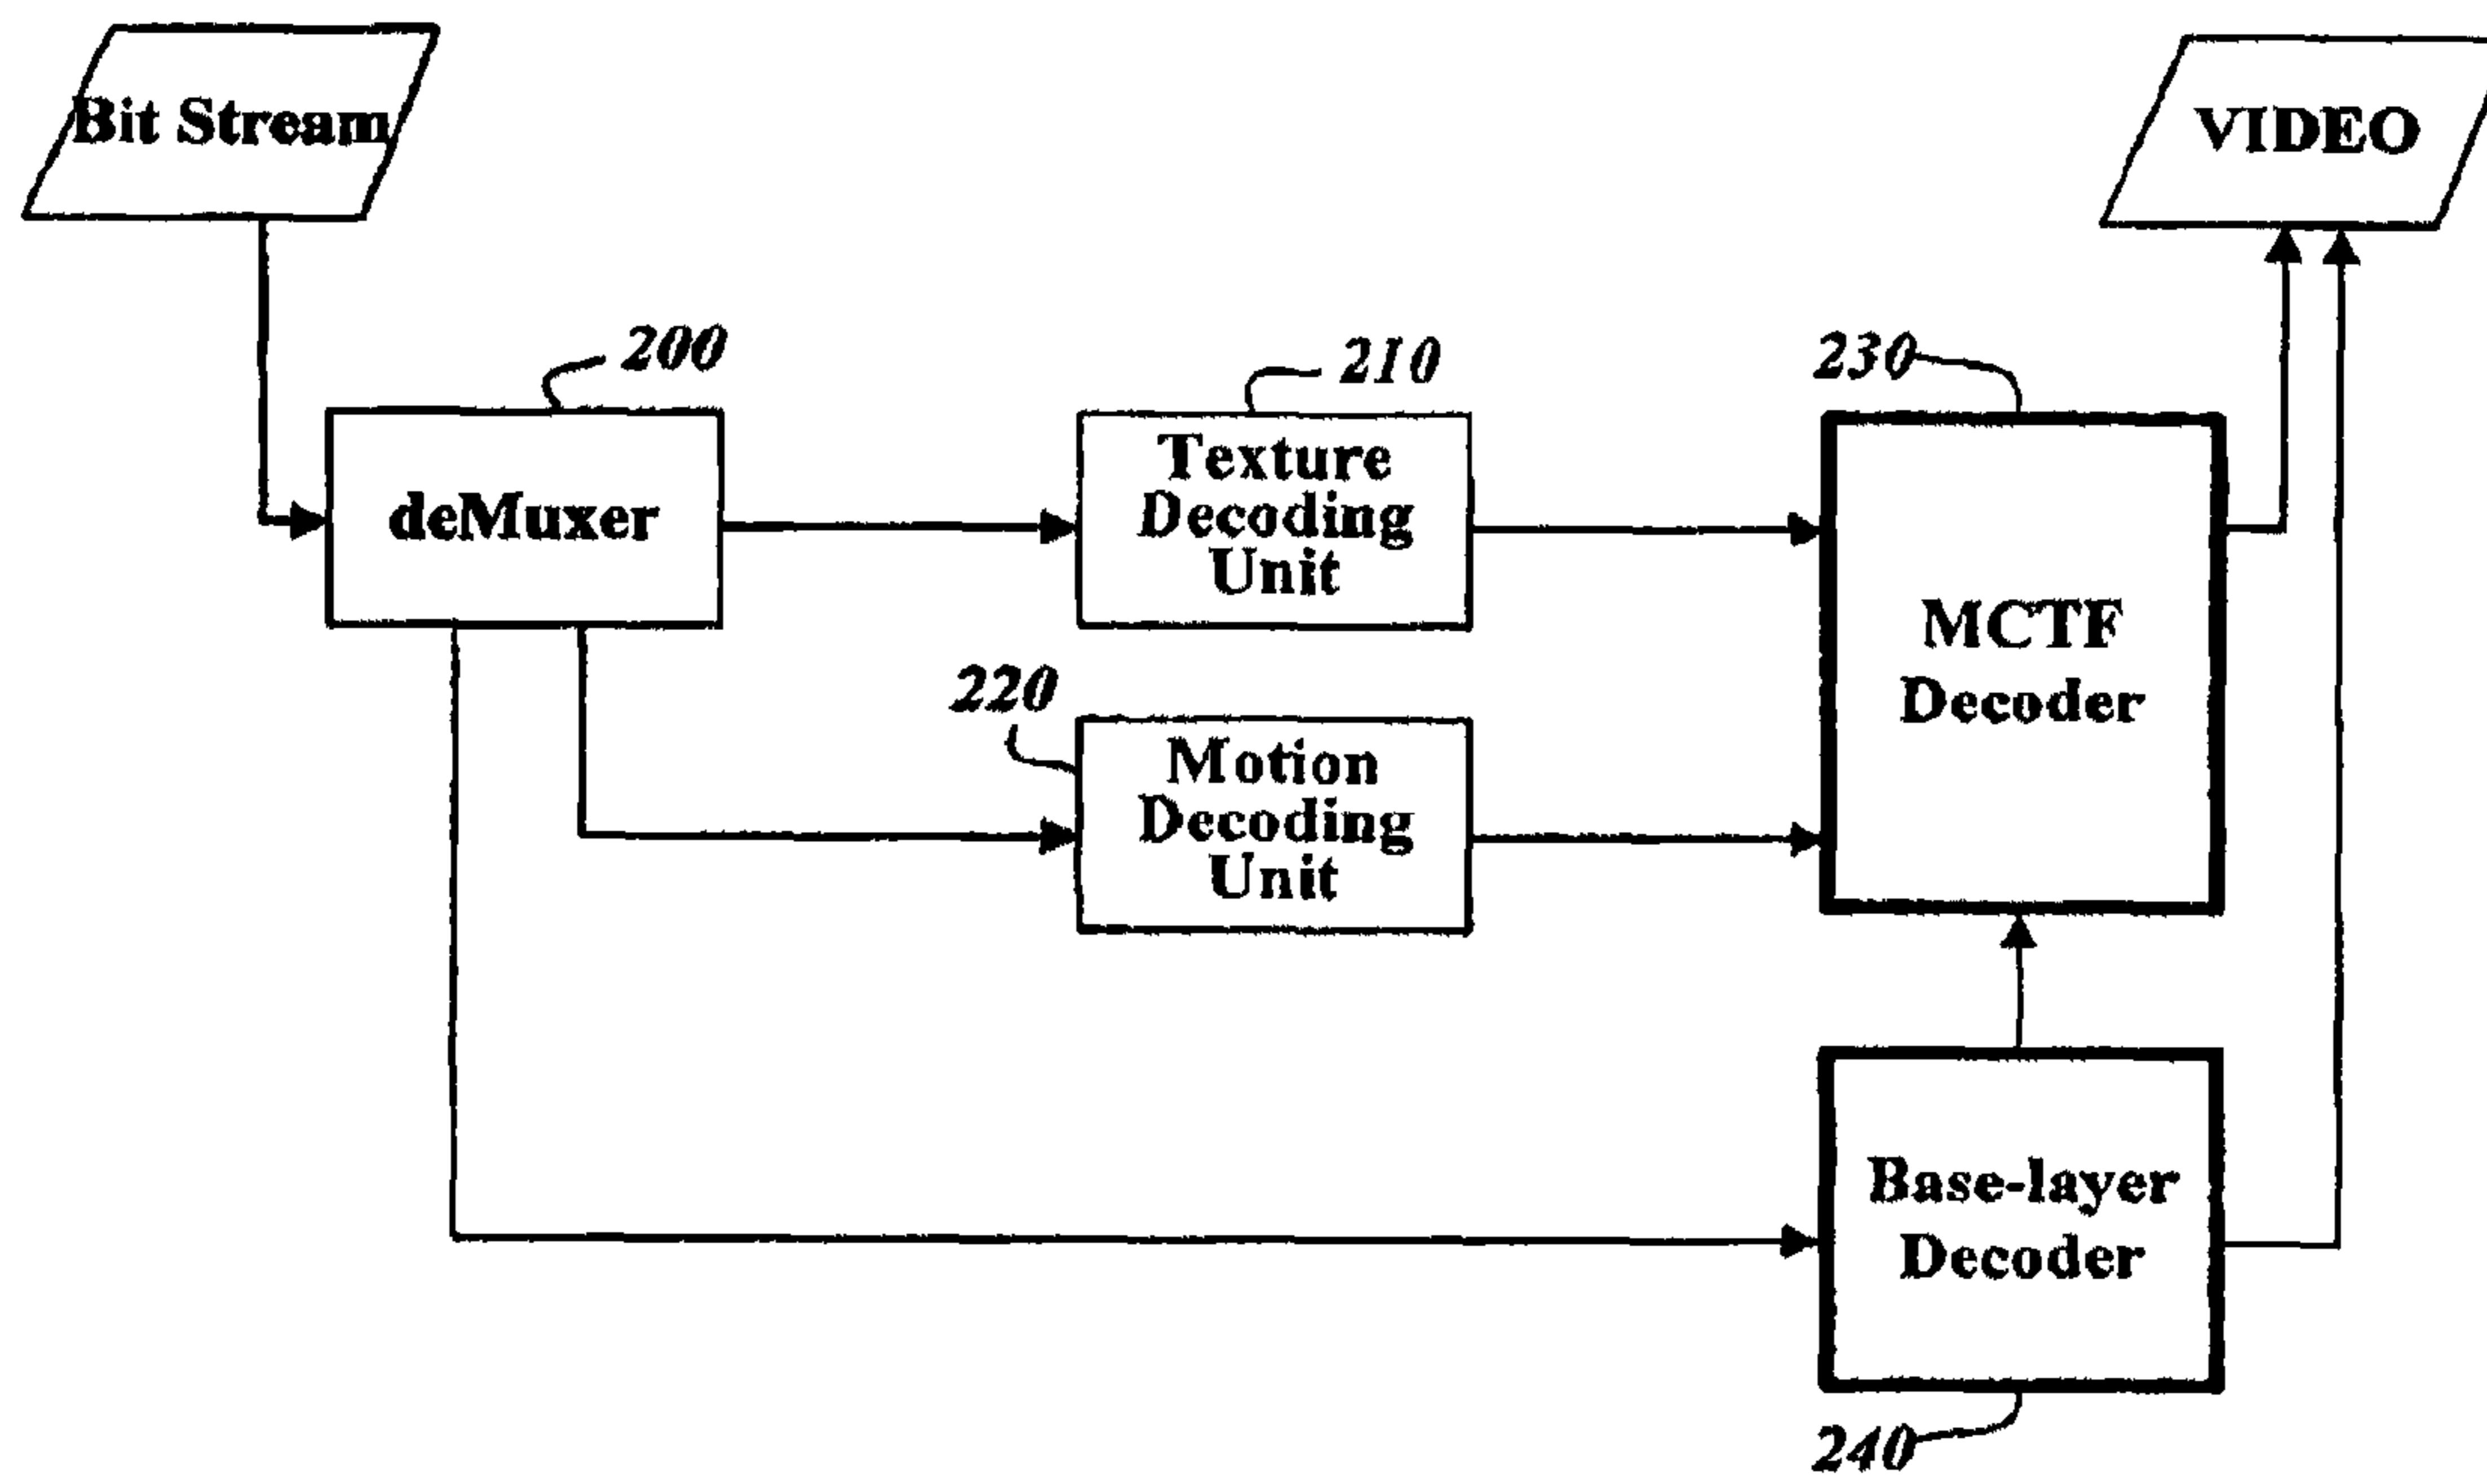 Bit Stream
VIDEO
200
210
230
deMuxer
Texture
Decoding
Unit
MCTF
Decoder
220
Motion
Decoding
Unit
Base-layer
Decoder
240